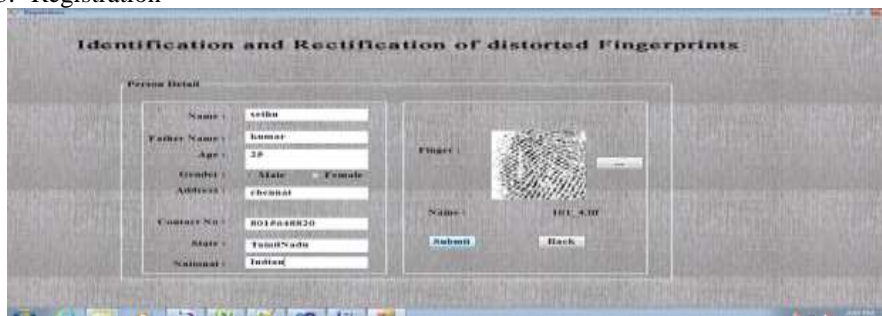 Registration
Identification and Rectification of distorted Fingerprints
Person Detail
Name :
Father Name : kumar
Age :
Gender : Male Female
Address : chennai
Contact No :
State : TamilNadu
National : Indian
Finger :
...
Name :
Submit Back